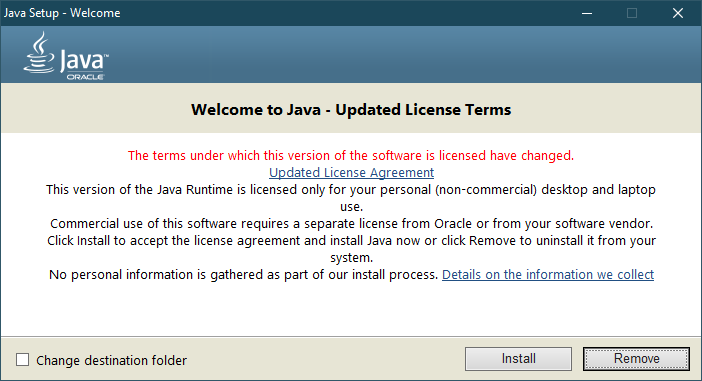 Java Setup - Welcome
Java™
ORACLE
Welcome to Java - Updated License Terms
The terms under which this version of the software is licensed have changed.
Updated License Agreement
This version of the Java Runtime is licensed only for your personal (non-commercial) desktop and laptop
use.
Commercial use of this software requires a separate license from Oracle or from your software vendor.
Click Install to accept the license agreement and install Java now or click Remove to uninstall it from your
system.
No personal information is gathered as part of our install process. Details on the information we collect
Change destination folder
Install
Remove